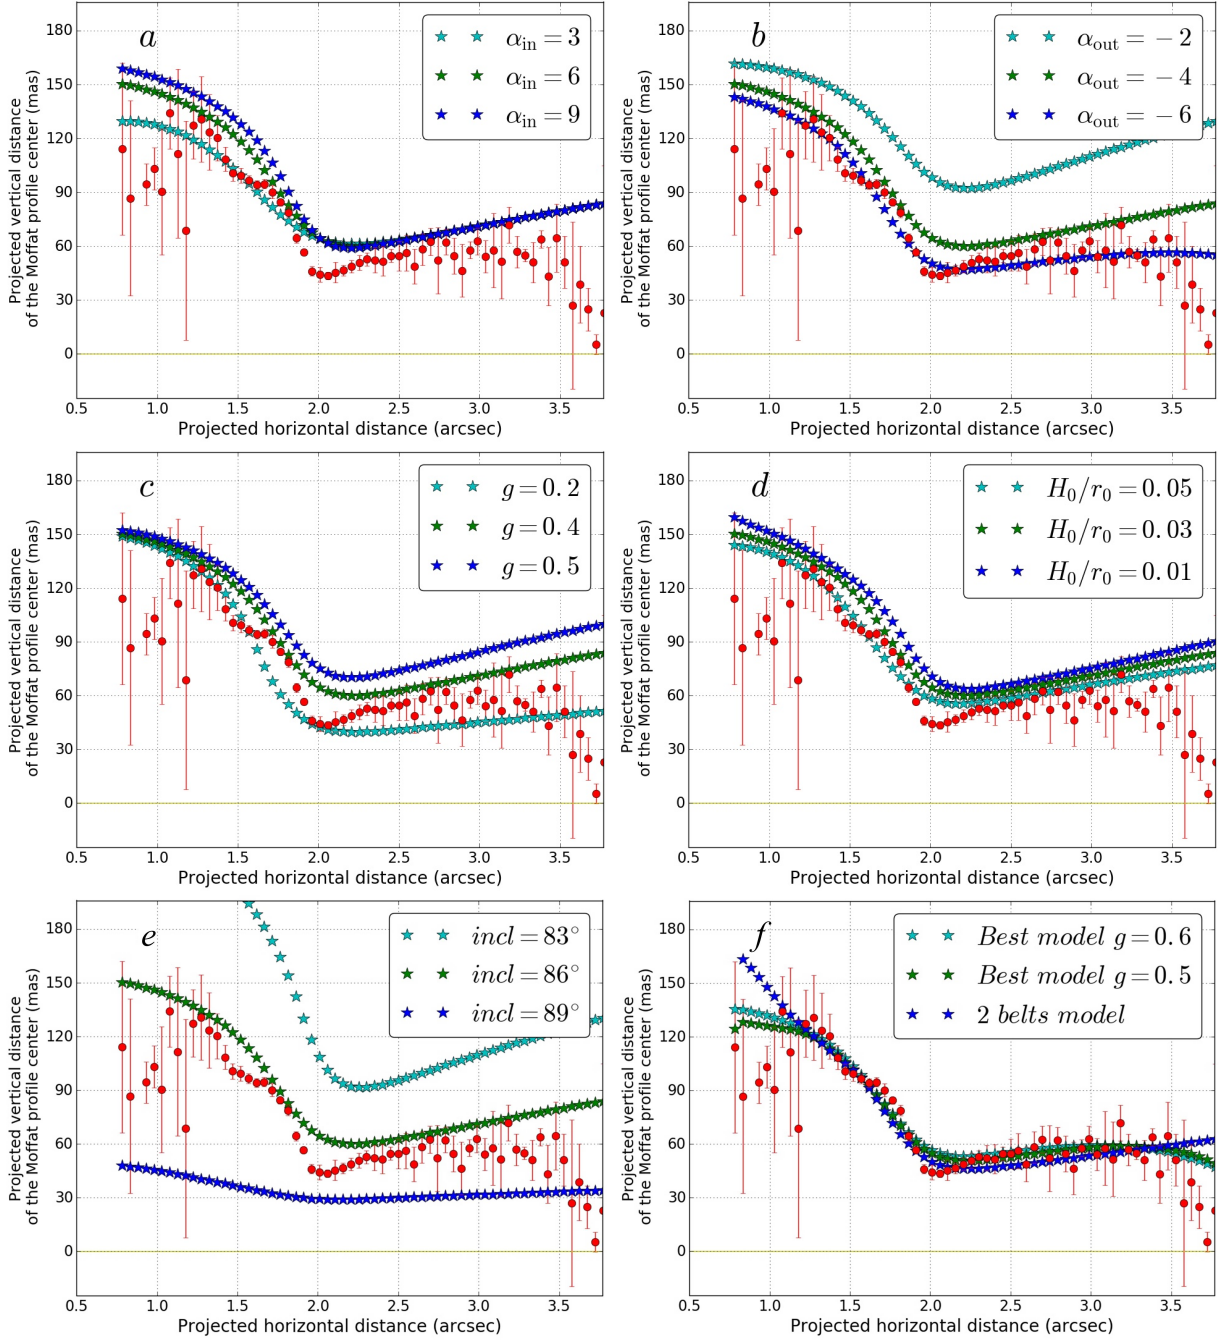 a
α_in = 3
α_in = 6
α_in = 9
180
150
120
90
60
30
0
0.5 1.0 1.5 2.0 2.5 3.0 3.5
Projected horizontal distance (arcsec)
Projected vertical distance
of the Moffat profile center (mas)
b
α_out = −2
α_out = −4
α_out = −6
180
150
120
90
60
30
0
0.5 1.0 1.5 2.0 2.5 3.0 3.5
Projected horizontal distance (arcsec)
Projected vertical distance
of the Moffat profile center (mas)
c
g = 0.2
g = 0.4
g = 0.5
180
150
120
90
60
30
0
0.5 1.0 1.5 2.0 2.5 3.0 3.5
Projected horizontal distance (arcsec)
Projected vertical distance
of the Moffat profile center (mas)
d
H_0/r_0 = 0.05
H_0/r_0 = 0.03
H_0/r_0 = 0.01
180
150
120
90
60
30
0
0.5 1.0 1.5 2.0 2.5 3.0 3.5
Projected horizontal distance (arcsec)
Projected vertical distance
of the Moffat profile center (mas)
e
incl = 83°
incl = 86°
incl = 89°
180
150
120
90
60
30
0
0.5 1.0 1.5 2.0 2.5 3.0 3.5
Projected horizontal distance (arcsec)
Projected vertical distance
of the Moffat profile center (mas)
f
Best model g = 0.6
Best model g = 0.5
2 belts model
180
150
120
90
60
30
0
0.5 1.0 1.5 2.0 2.5 3.0 3.5
Projected horizontal distance (arcsec)
Projected vertical distance
of the Moffat profile center (mas)